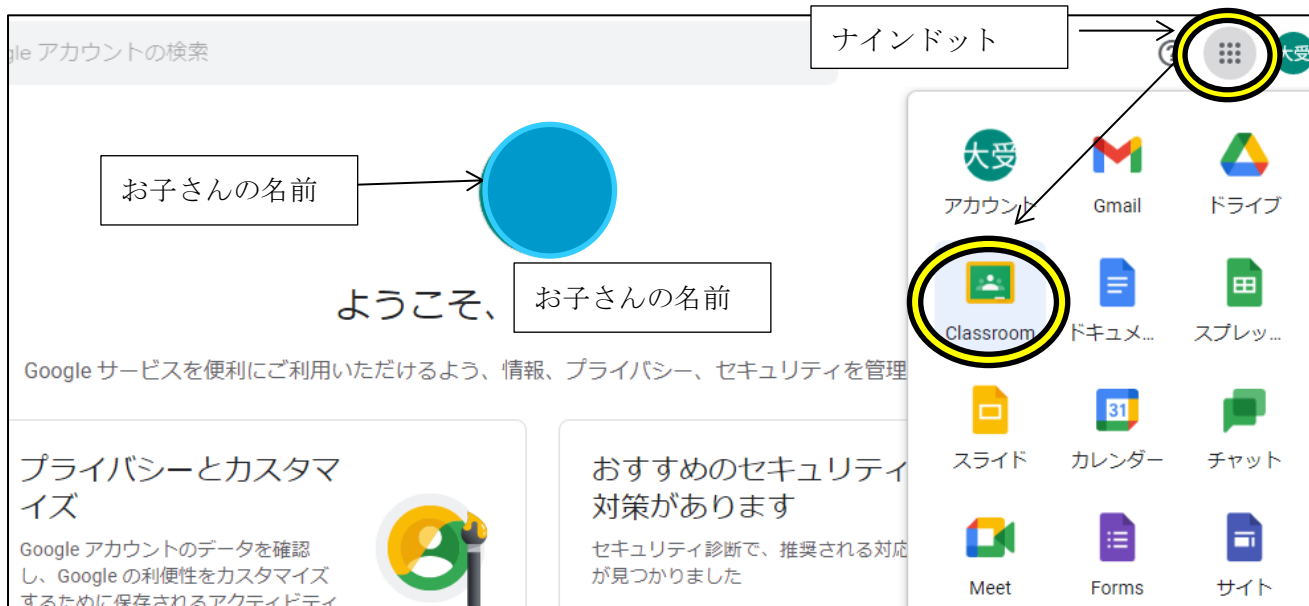 ナインドット
gle アカウントの検索
大受
大受
アカウント
Gmail
ドライブ
お子さんの名前
ようこそ、
お子さんの名前
Classroom
ドキュメ...
スプレッ...
Google サービスを便利にご利用いただけるよう、情報、プライバシー、セキュリティを管理
31
スライド
カレンダー
チャット
プライバシーとカスタマ
イズ
Google アカウントのデータを確認
し、Google の利便性をカスタマイズ
するために保存されるアクティビティ
おすすめのセキュリティ
対策があります
セキュリティ診断で、推奨される対応
が見つかりました
Meet
Forms
サイト